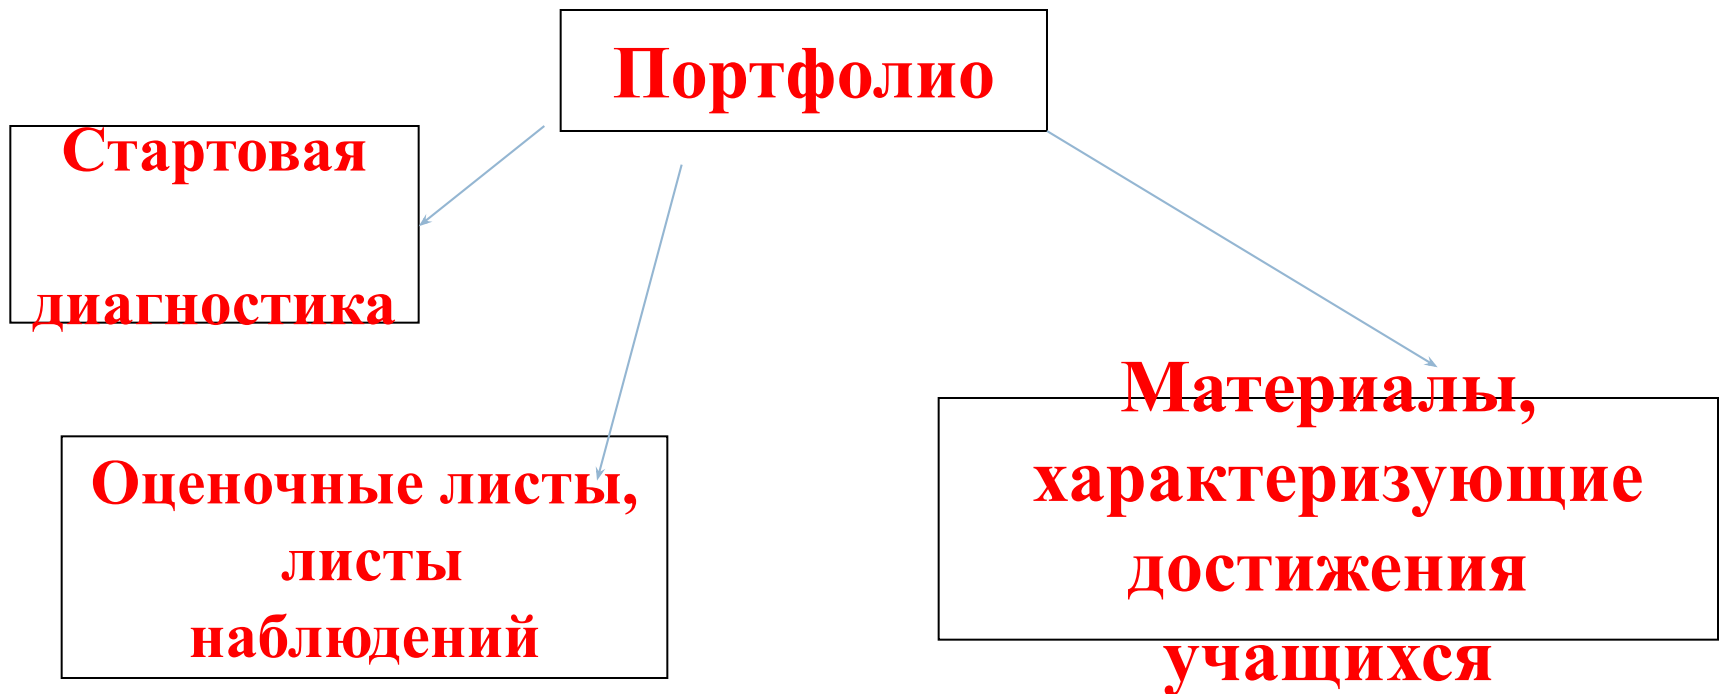 Портфолио
Стартовая
диагностика
Оценочные листы,
листы
наблюдений
Материалы,
характеризующие
достижения
учащихся